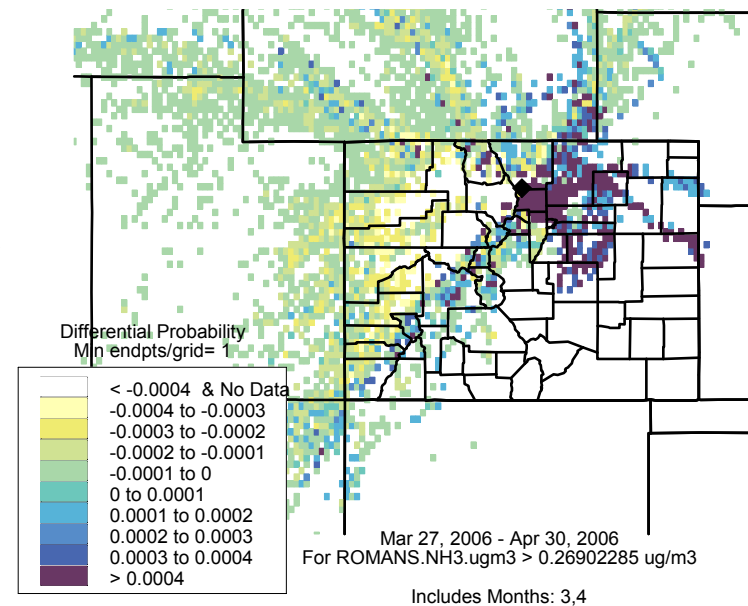 Differential Probability
Min endpts/grid= 1
< -0.0004 & No Data
-0.0004 to -0.0003
-0.0003 to -0.0002
-0.0002 to -0.0001
-0.0001 to 0
0 to 0.0001
0.0001 to 0.0002
0.0002 to 0.0003
0.0003 to 0.0004
> 0.0004
Mar 27, 2006 - Apr 30, 2006
For ROMANS.NH3.ugm3 > 0.26902285 ug/m3
Includes Months: 3,4